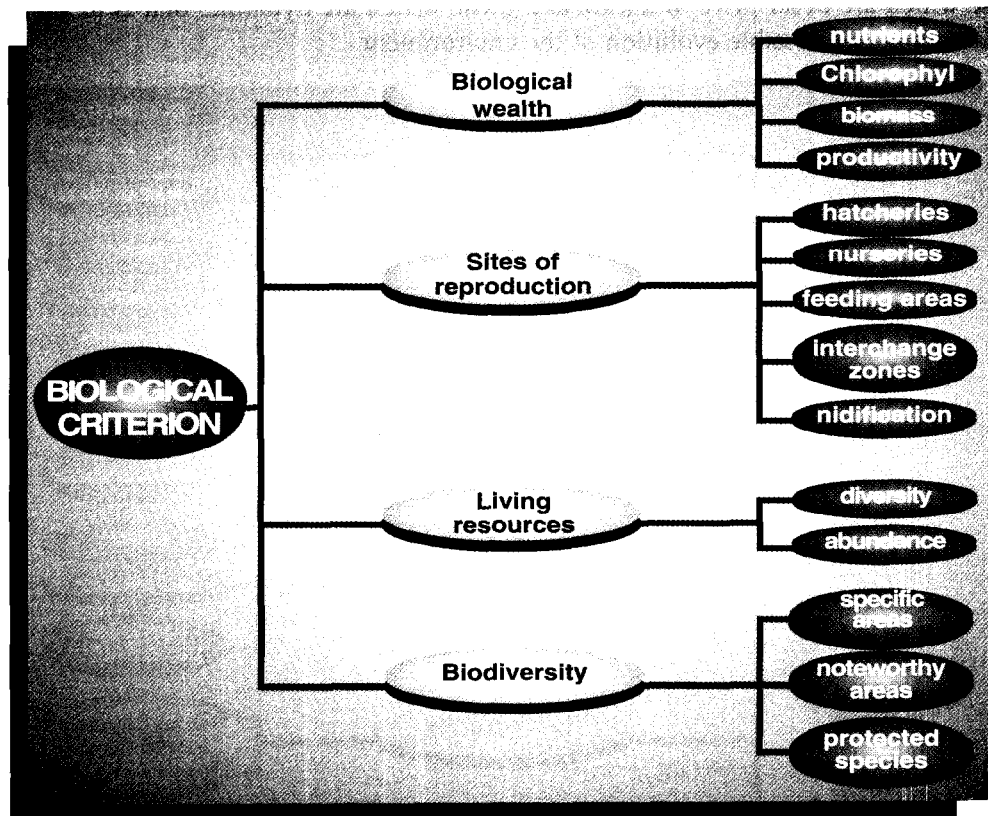 BIOLOGICAL
CRITERION
Biological
wealth
nutrients
Chlorophyl
biomass
productivity
Sites of
reproduction
hatcheries
nurseries
feeding areas
interchange
zones
nidification
Living
resources
diversity
abundance
Biodiversity
specific
areas
noteworthy
areas
protected
species